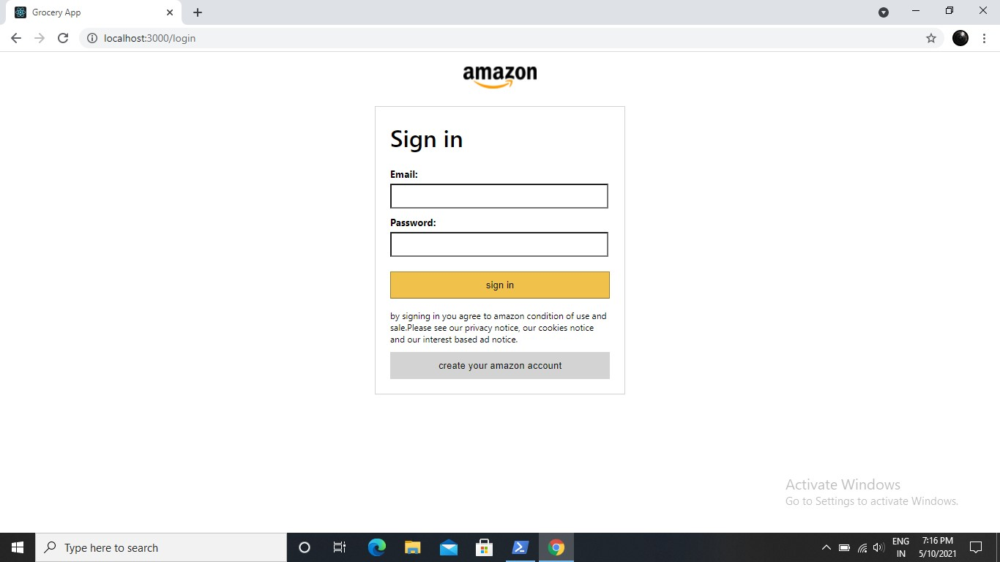 Grocery App
localhost:3000/login
amazon
Sign in
Email:
Password:
sign in
by signing in you agree to amazon condition of use and
sale.Please see our privacy notice, our cookies notice
and our interest based ad notice.
create your amazon account
Activate Windows
Go to Settings to activate Windows.
Type here to search
ENG
IN
7:16 PM
5/10/2021